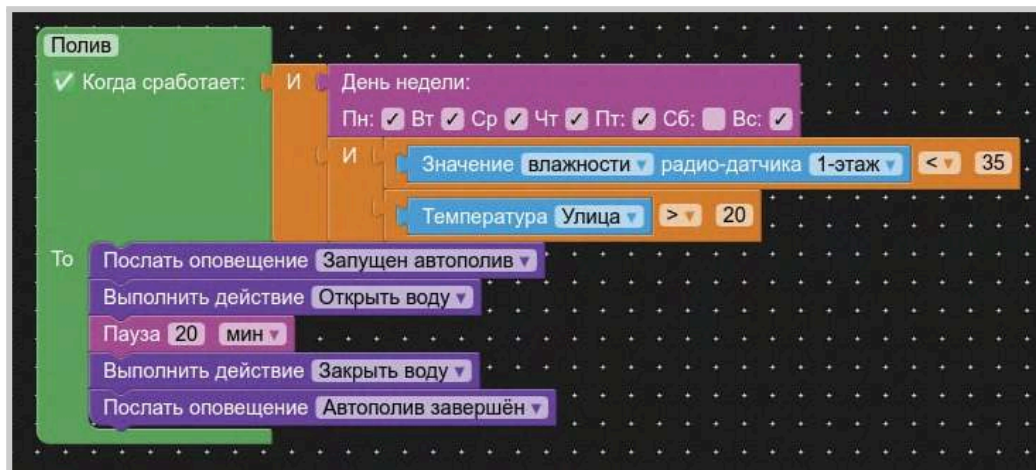 Полив
Когда сработает: И День недели:
Пн: Вт Ср Чт Пт: Сб: Вс:
И Значение влажности радио-датчика 1-этаж < 35
Температура Улица > 20
То Послать оповещение Запущен автополив
Выполнить действие Открыть воду
Пауза 20 мин
Выполнить действие Закрыть воду
Послать оповещение Автополив завершён